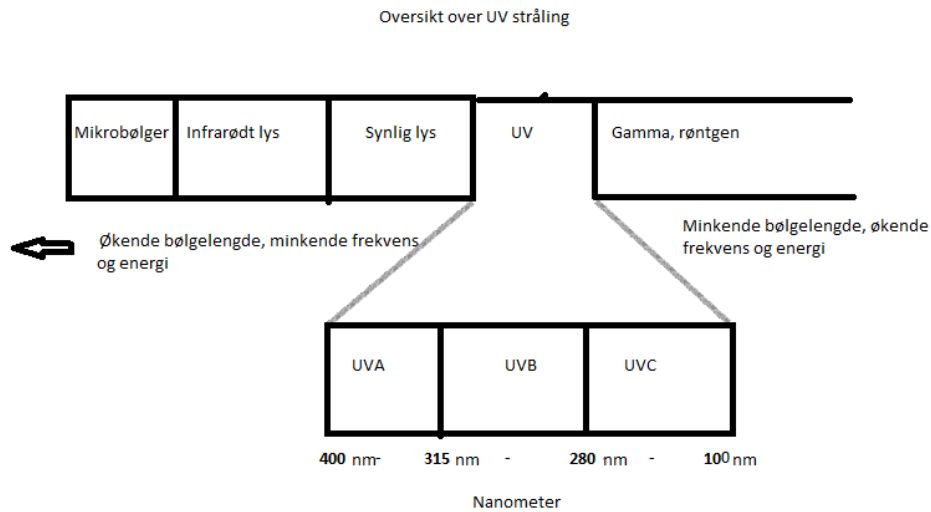 Oversikt over UV stråling
Mikrobølger Infrarødt lys Synlig lys UV Gamma, røntgen
Økende bølgelengde, minkende frekvens
og energi
Minkende bølgelengde, økende
frekvens og energi
UVA UVB UVC
400 nm- 315 nm - 280 nm - 100 nm
Nanometer